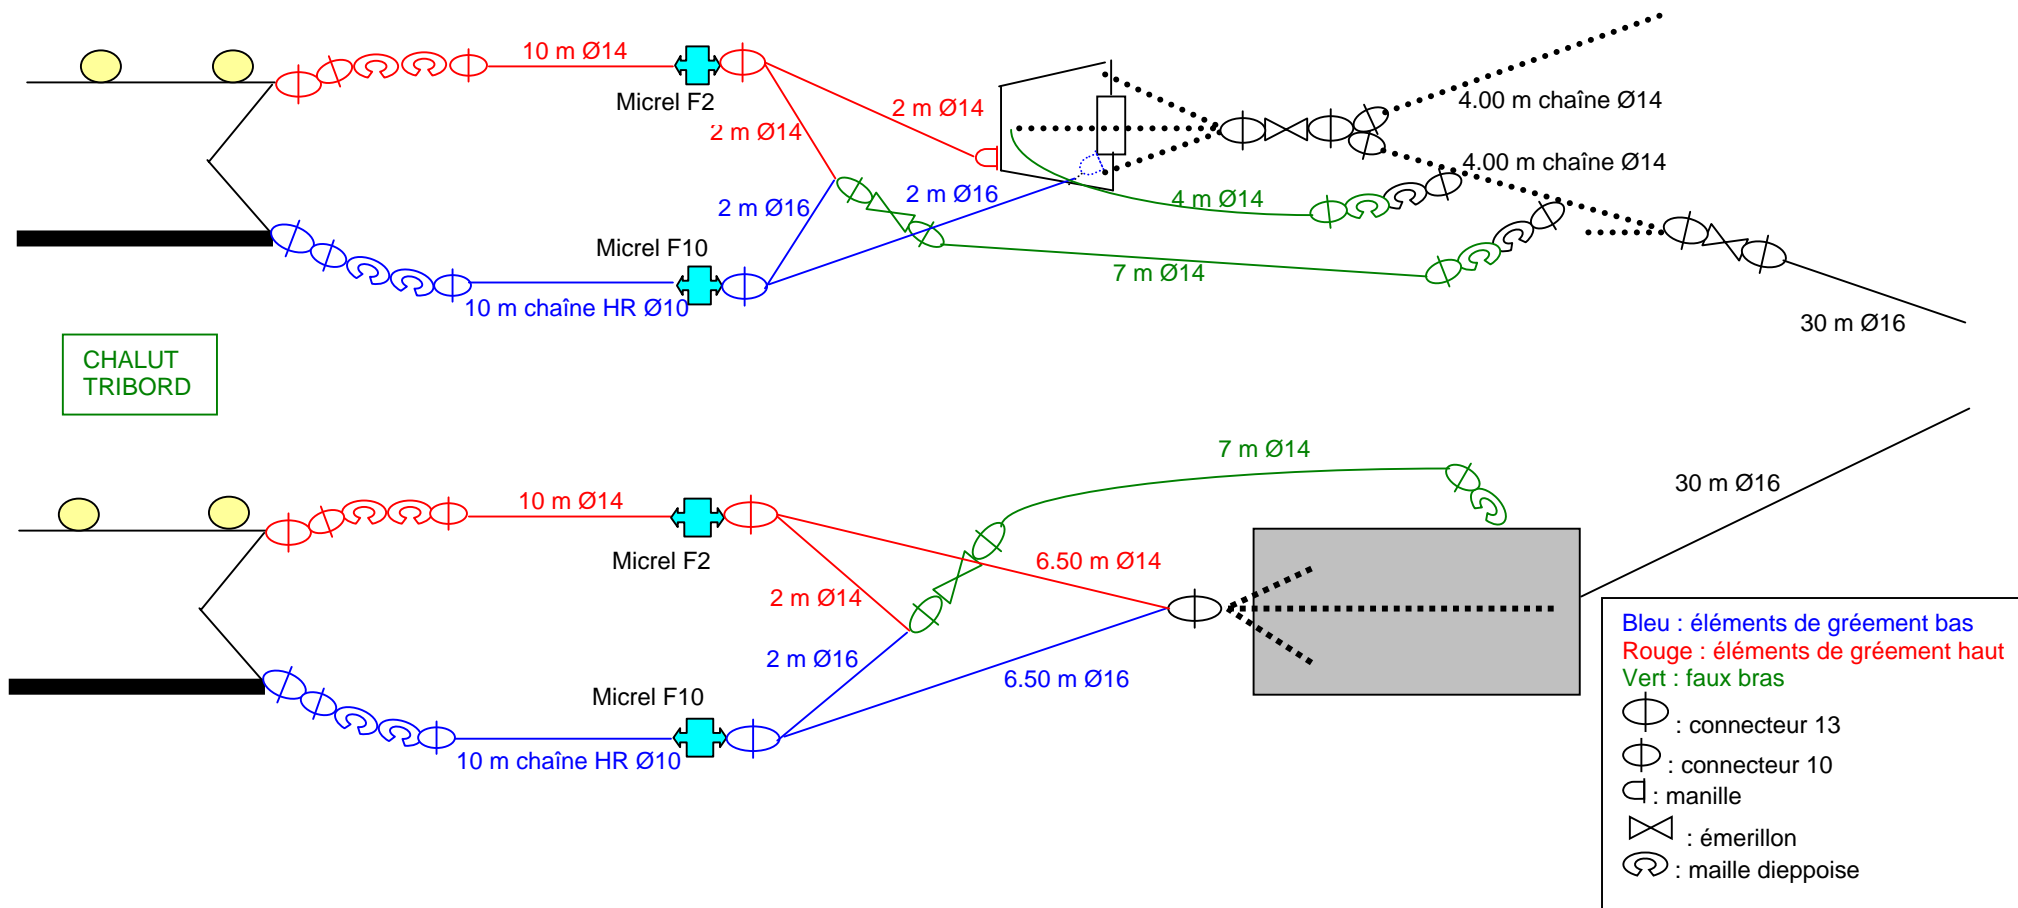 10 m Ø14
Micrel F2
2 m Ø14
2 m Ø14
4.00 m chaîne Ø14
4.00 m chaîne Ø14
2 m Ø16
2 m Ø16
4 m Ø14
Micrel F10
7 m Ø14
10 m chaîne HR Ø10
30 m Ø16
CHALUT
TRIBORD
7 m Ø14
30 m Ø16
10 m Ø14
Micrel F2
6.50 m Ø14
2 m Ø14
2 m Ø16
6.50 m Ø16
Micrel F10
10 m chaîne HR Ø10
Bleu : éléments de gréement bas
Rouge : éléments de gréement haut
Vert : faux bras
: connecteur 13
: connecteur 10
: manille
: émerillon
: maille dieppoise